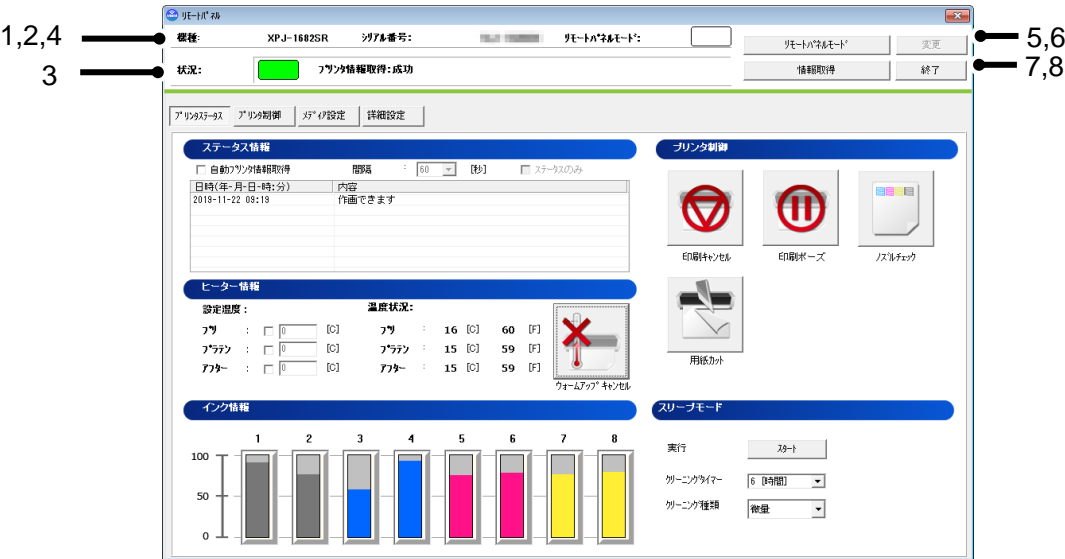 リモートパネル
1,2,4
機種: XPJ-1682SR シリアル番号: リモートパネルモード:
リモートパネルモード 変更
5,6
3
状況: プリンタ情報取得:成功
情報取得 終了
7,8
プリンタステータス プリンタ制御 メディア設定 詳細設定
ステータス情報
自動プリンタ情報取得 間隔 : 60 [秒] ステータスのみ
日時(年-月-日-時:分) 内容
2019-11-22 09:19 作画できます
ヒーター情報
設定温度: 温度状況:
プリ : 0 [C] プリ : 16 [C] 60 [F]
プラテン : 0 [C] プラテン : 15 [C] 59 [F]
アフター : 0 [C] アフター : 15 [C] 59 [F]
ウォームアップキャンセル
インク情報
1 2 3 4 5 6 7 8
100
50
0
プリンタ制御
印刷キャンセル 印刷ポーズ ノズルチェック
用紙カット
スリープモード
実行 スタート
クリーニングタイマー 6 [時間]
クリーニング種類 微量